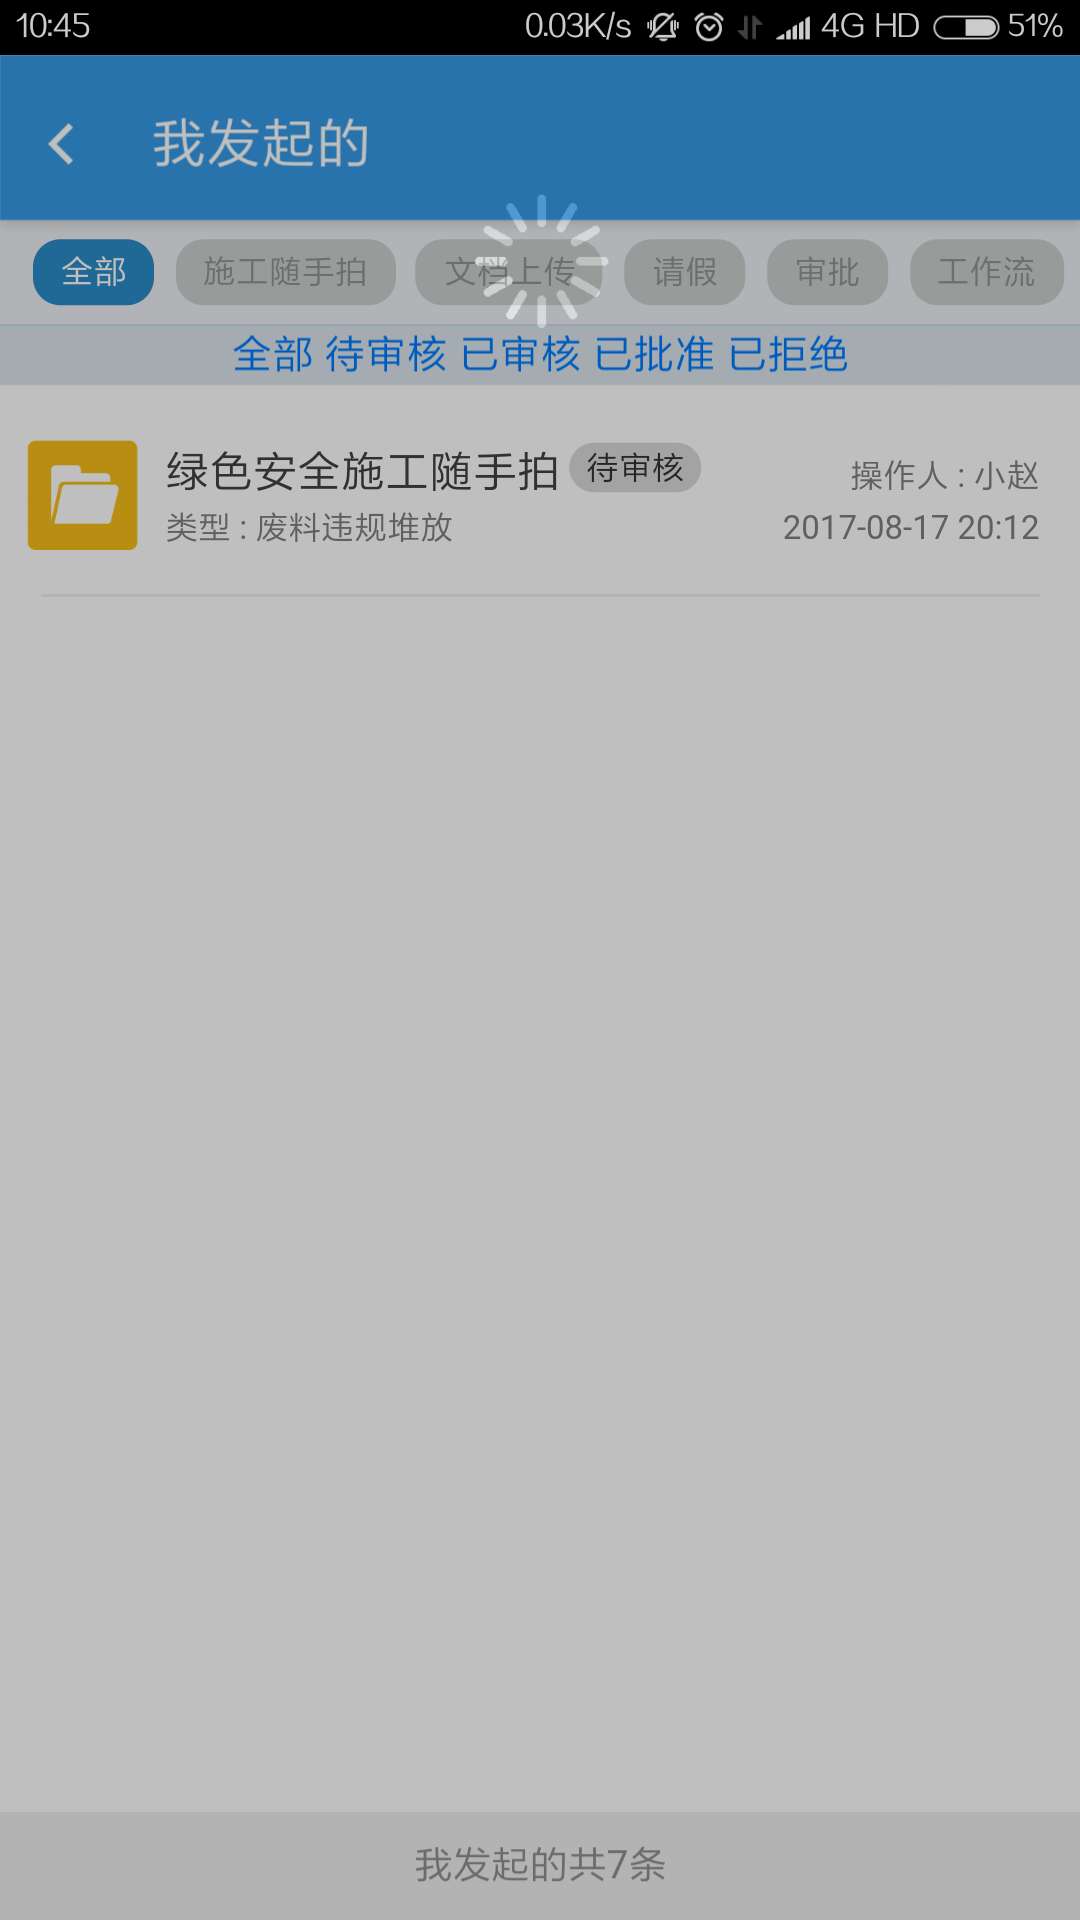 10:45 0.03K/s 4G HD 51%
我发起的
全部 施工随手拍 文档上传 请假 审批 工作流
全部 待审核 已审核 已批准 已拒绝
绿色安全施工随手拍 待审核 操作人 : 小赵
类型 : 废料违规堆放 2017-08-17 20:12
我发起的共7条